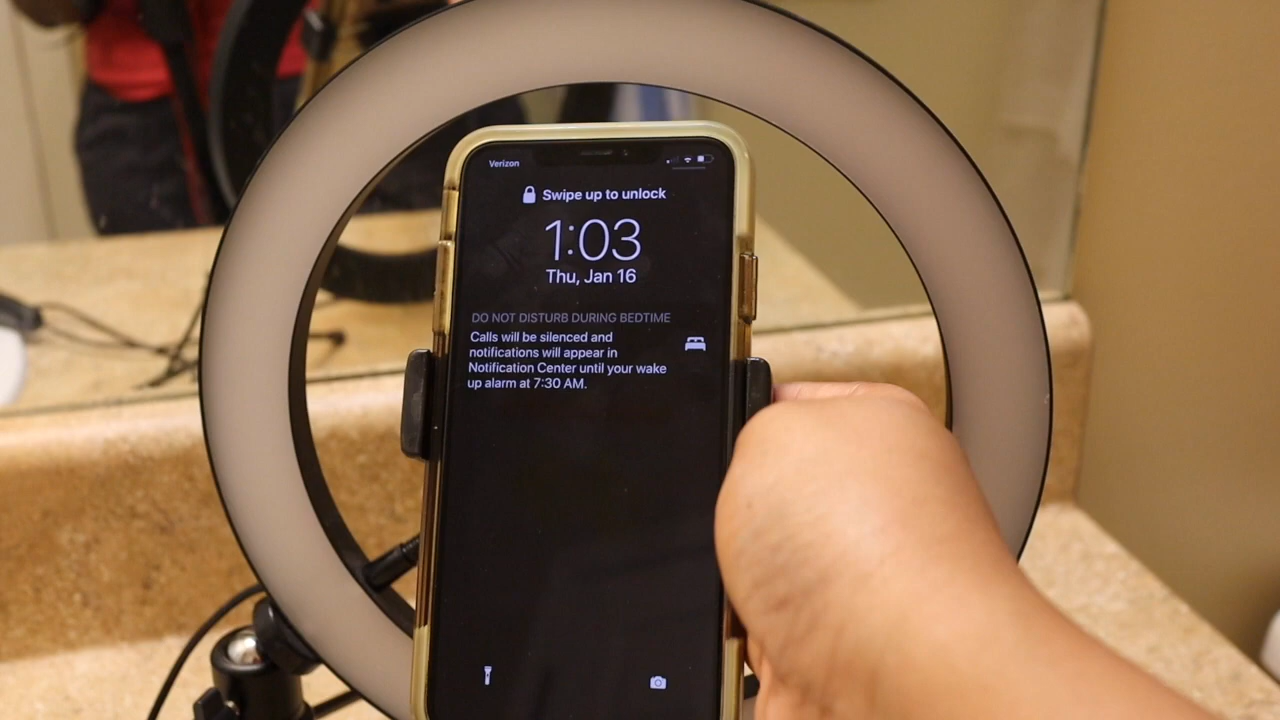 Verizon
Swipe up to unlock
1:03
Thu, Jan 16
DO NOT DISTURB DURING BEDTIME
Calls will be silenced and
notifications will appear in
Notification Center until your wake
up alarm at 7:30 AM.